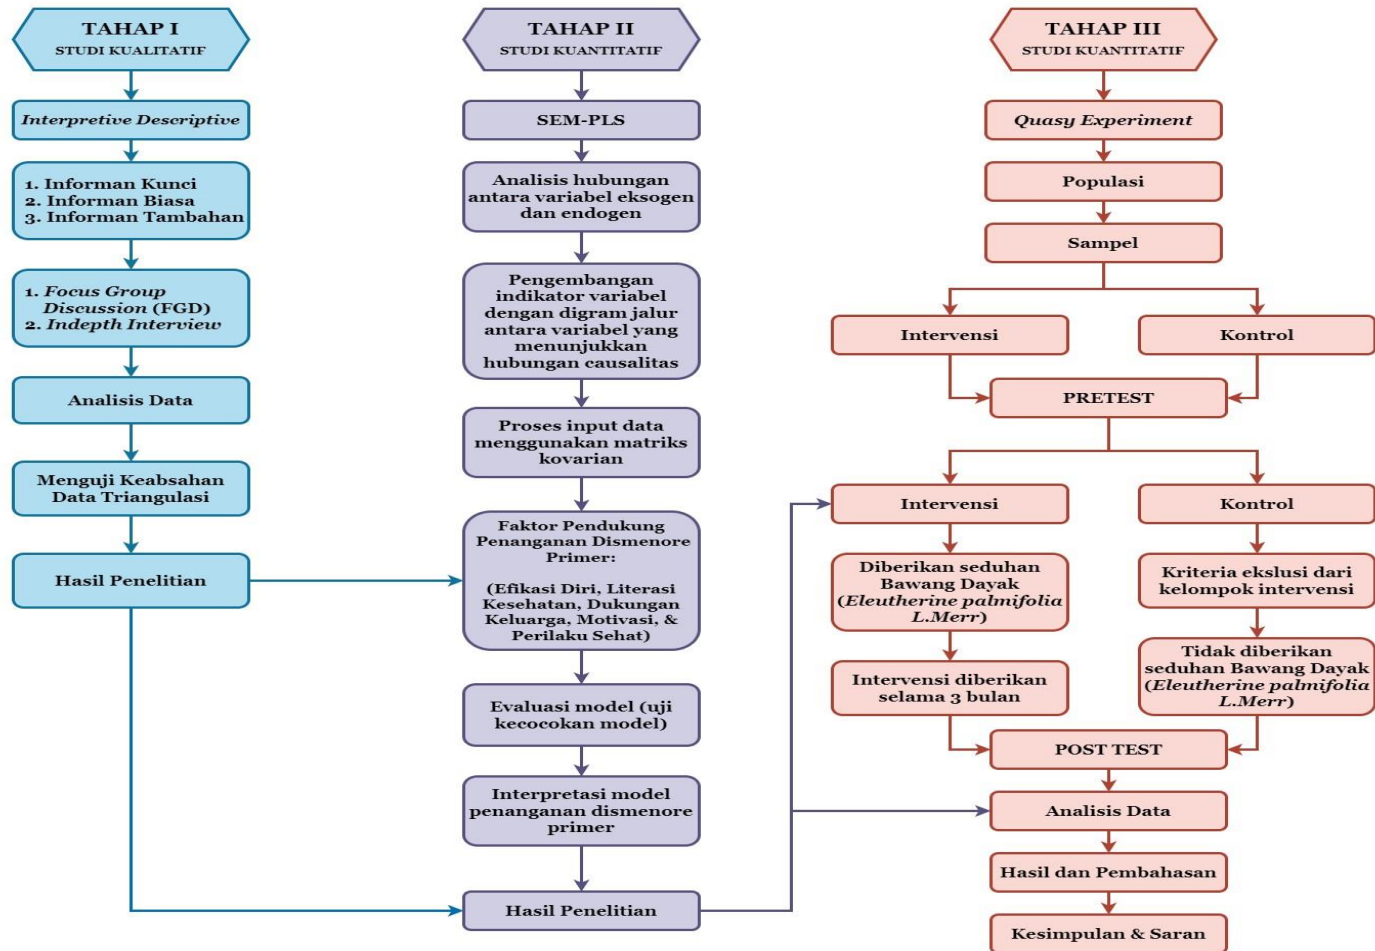 TAHAP I
STUDI KUALITATIF
Interpretive Descriptive
1. Informan Kunci
2. Informan Biasa
3. Informan Tambahan
1. Focus Group
Discussion (FGD)
2. Indepth Interview
Analisis Data
Menguji Keabsahan
Data Triangulasi
Hasil Penelitian
TAHAP II
STUDI KUANTITATIF
SEM-PLS
Analisis hubungan
antara variabel eksogen
dan endogen
Pengembangan
indikator variabel
dengan digram jalur
antara variabel yang
menunjukkan
hubungan causalitas
Proses input data
menggunakan matriks
kovarian
Faktor Pendukung
Penanganan Dismenore
Primer:
(Efikasi Diri, Literasi
Kesehatan, Dukungan
Keluarga, Motivasi, &
Perilaku Sehat)
Evaluasi model (uji
kecocokan model)
Interpretasi model
penanganan dismenore
primer
Hasil Penelitian
TAHAP III
STUDI KUANTITATIF
Quasy Experiment
Populasi
Sampel
Intervensi
Kontrol
PRETEST
Intervensi
Kontrol
Diberikan seduhan
Bawang Dayak
(Eleutherine palmifolia
L.Merr)
Kriteria ekslusi dari
kelompok intervensi
Intervensi diberikan
selama 3 bulan
Tidak diberikan
seduhan Bawang Dayak
(Eleutherine palmifolia
L.Merr)
POST TEST
Analisis Data
Hasil dan Pembahasan
Kesimpulan & Saran